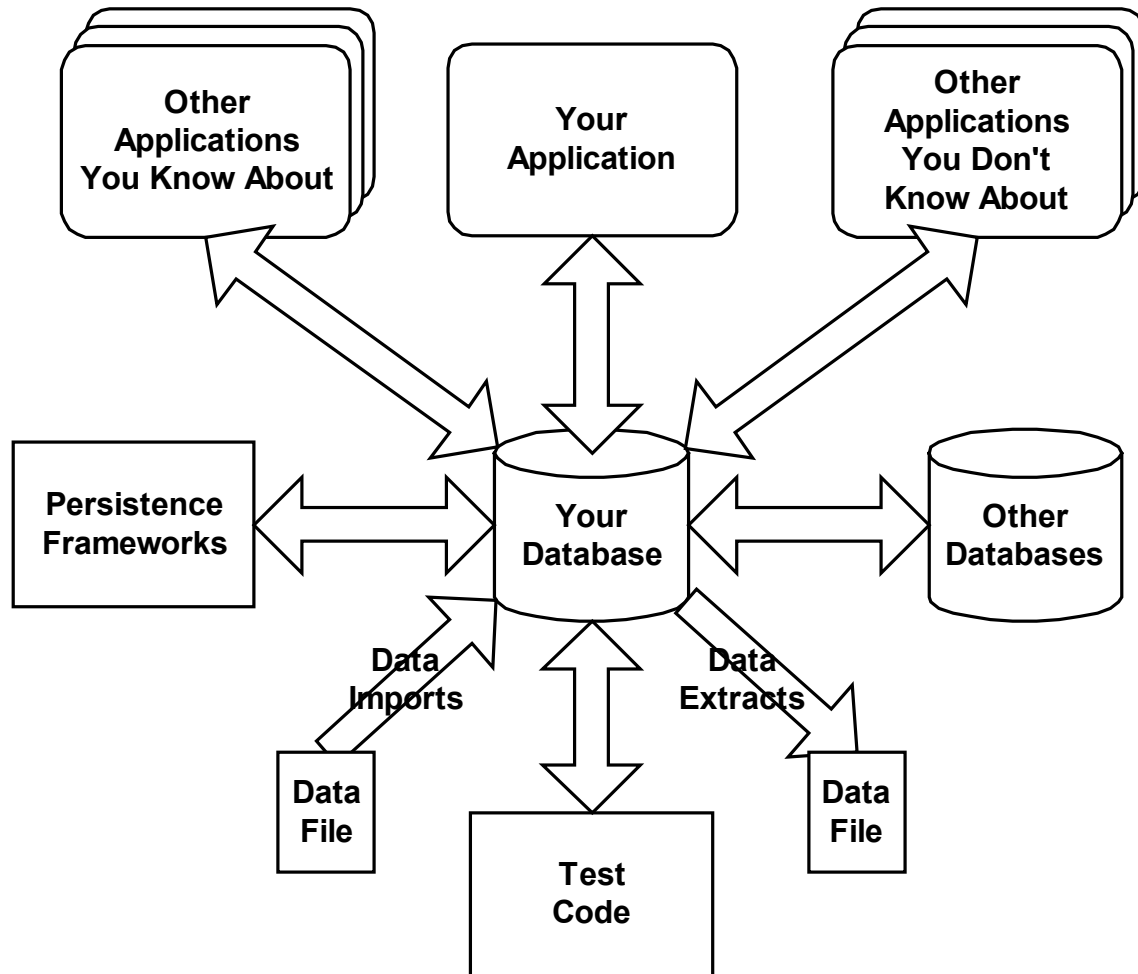 Other
Applications
You Know About
Your
Application
Other
Applications
You Don't
Know About
Persistence
Frameworks
Your
Database
Other
Databases
Data
Imports
Data
Extracts
Data
File
Test
Code
Data
File